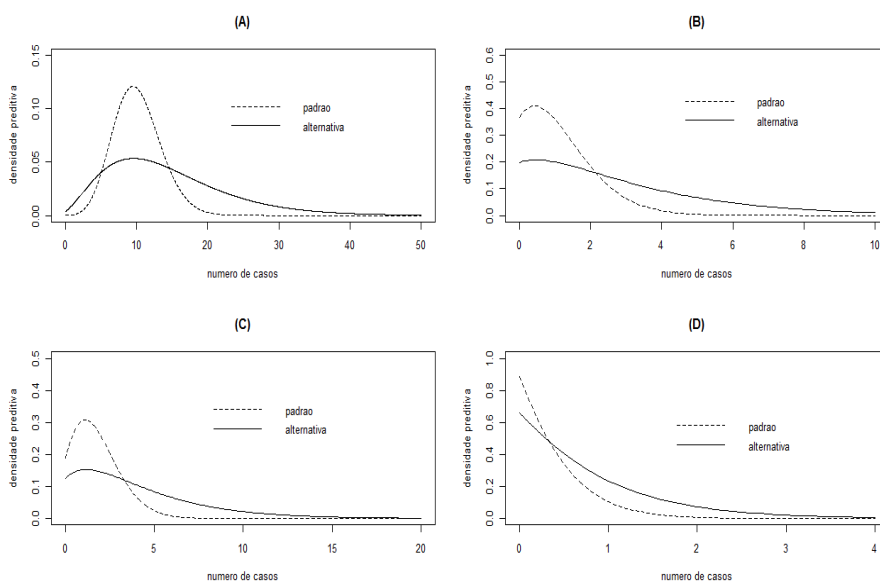 (A)
densidade preditiva
0.00 0.05 0.10 0.15
padrao
alternativa
0 10 20 30 40 50
numero de casos
(B)
densidade preditiva
0.0 0.1 0.2 0.3 0.4 0.5 0.6
padrao
alternativa
0 2 4 6 8 10
numero de casos
(C)
densidade preditiva
0.0 0.1 0.2 0.3 0.4 0.5
padrao
alternativa
0 5 10 15 20
numero de casos
(D)
densidade preditiva
0.0 0.2 0.4 0.6 0.8 1.0
padrao
alternativa
0 1 2 3 4
numero de casos